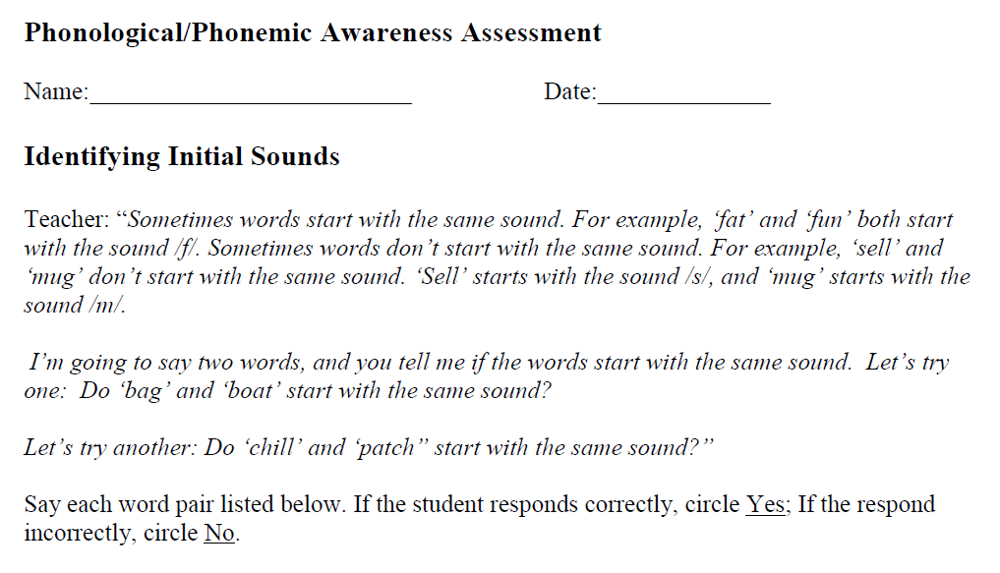 Phonological/Phonemic Awareness Assessment
Name:__________________________ Date:______________
Identifying Initial Sounds
Teacher: “Sometimes words start with the same sound. For example, ‘fat’ and ‘fun’ both start
with the sound /f/. Sometimes words don’t start with the same sound. For example, ‘sell’ and
‘mug’ don’t start with the same sound. ‘Sell’ starts with the sound /s/, and ‘mug’ starts with the
sound /m/.
I’m going to say two words, and you tell me if the words start with the same sound. Let’s try
one: Do ‘bag’ and ‘boat’ start with the same sound?
Let’s try another: Do ‘chill’ and ‘patch” start with the same sound?”
Say each word pair listed below. If the student responds correctly, circle Yes; If the respond
incorrectly, circle No.